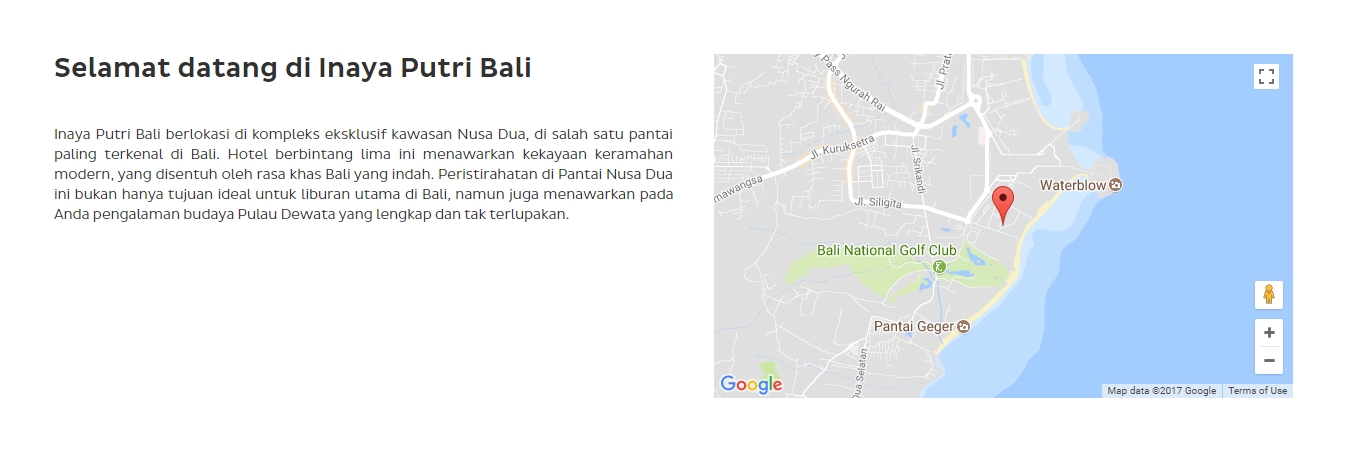 Selamat datang di Inaya Putri Bali
Inaya Putri Bali berlokasi di kompleks eksklusif kawasan Nusa Dua, di salah satu pantai
paling terkenal di Bali. Hotel berbintang lima ini menawarkan kekayaan keramahan
modern, yang disentuh oleh rasa khas Bali yang indah. Peristirahatan di Pantai Nusa Dua
ini bukan hanya tujuan ideal untuk liburan utama di Bali, namun juga menawarkan pada
Anda pengalaman budaya Pulau Dewata yang lengkap dan tak terlupakan.
Pass Ngurah Rai
Jl. Prat
Jl. Kuruksetra
Jl. Srikandi
mawangsa
Waterblow
Jl. Siligita
Bali National Golf Club
Pantai Geger
Dua Selatan
Google
Map data ©2017 Google
Terms of Use